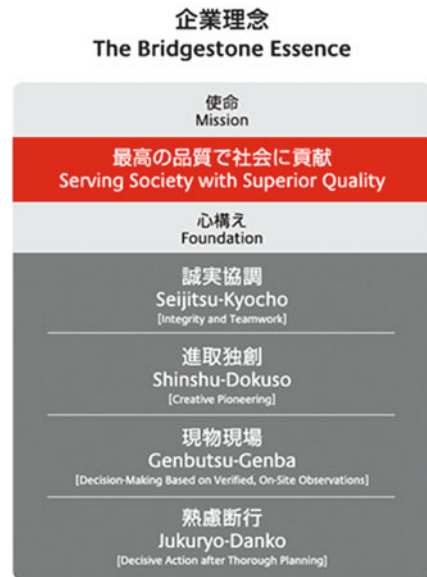 企業理念
The Bridgestone Essence
使命
Mission
最高の品質で社会に貢献
Serving Society with Superior Quality
心構え
Foundation
誠実協調
Seijitsu-Kyocho
[Integrity and Teamwork]
進取独創
Shinshu-Dokuso
[Creative Pioneering]
現物現場
Genbutsu-Genba
[Decision-Making Based on Verified, On-Site Observations]
熟慮断行
Jukuryo-Danko
[Decisive Action after Thorough Planning]